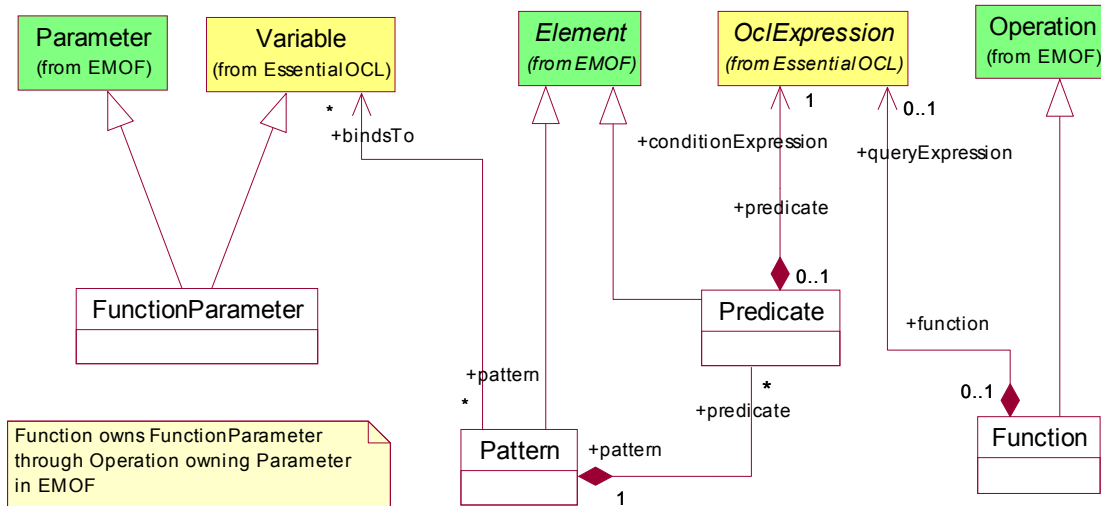 Parameter
(from EMOF)
Variable
(from EssentialOCL)
Element
(from EMOF)
OclExpression
(from EssentialOCL)
Operation
(from EMOF)
*
+bindsTo
1
+conditionExpression
0..1
+queryExpression
+predicate
0..1
FunctionParameter
Predicate
+function
+pattern
*
*
+predicate
0..1
Function owns FunctionParameter
through Operation owning Parameter
in EMOF
Pattern
+pattern
1
Function